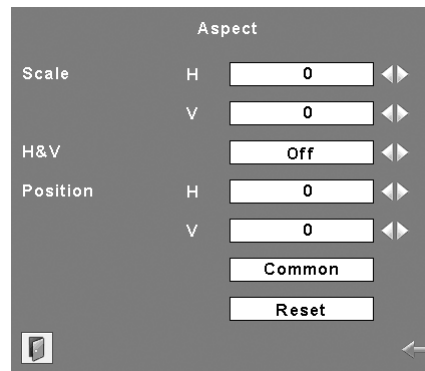 Aspect
Scale H 0
V 0
H&V Off
Position H 0
V 0
Common
Reset